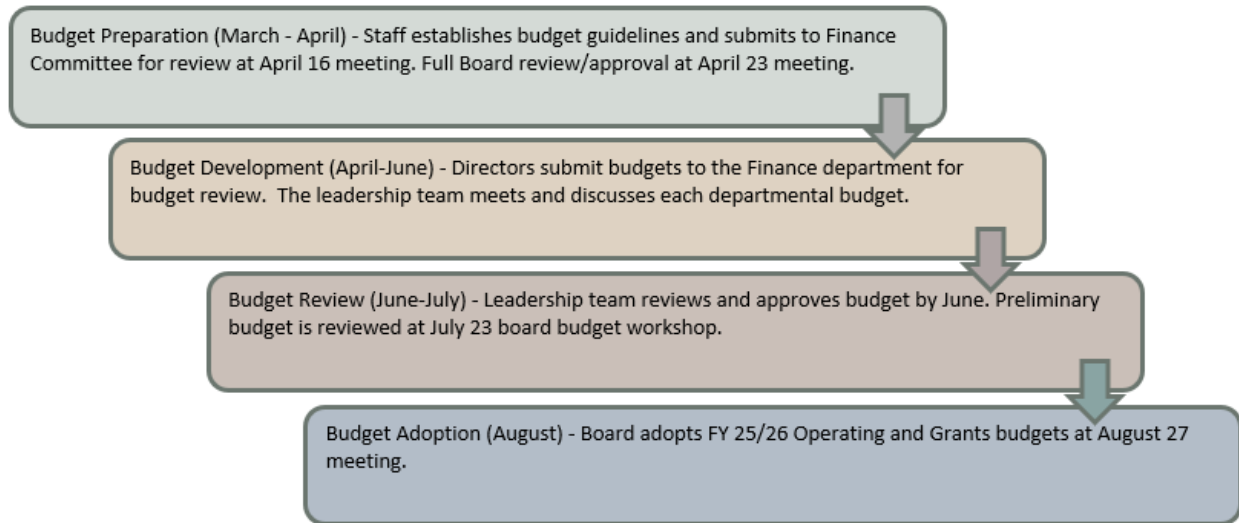 Budget Preparation (March - April) - Staff establishes budget guidelines and submits to Finance
Committee for review at April 16 meeting. Full Board review/approval at April 23 meeting.
Budget Development (April-June) - Directors submit budgets to the Finance department for
budget review.  The leadership team meets and discusses each departmental budget.
Budget Review (June-July) - Leadership team reviews and approves budget by June. Preliminary
budget is reviewed at July 23 board budget workshop.
Budget Adoption (August) - Board adopts FY 25/26 Operating and Grants budgets at August 27
meeting.